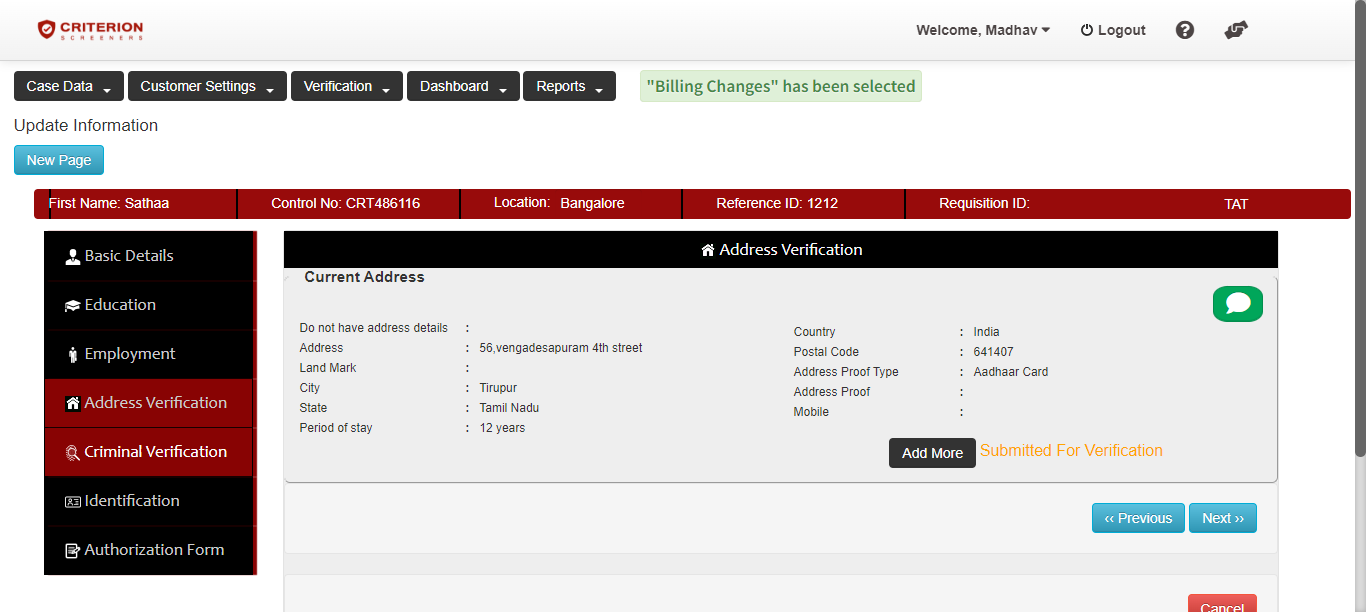 CRITERION
SCREENERS
Welcome, Madhav
Logout
Case Data
Customer Settings
Verification
Dashboard
Reports
"Billing Changes" has been selected
Update Information
New Page
First Name: Sathaa
Control No: CRT486116
Location: Bangalore
Reference ID: 1212
Requisition ID:
TAT
Basic Details
Education
Employment
Address Verification
Criminal Verification
Identification
Authorization Form
Address Verification
Current Address
Do not have address details :
Address : 56,vengadesapuram 4th street
Land Mark :
City : Tirupur
State : Tamil Nadu
Period of stay : 12 years
Country : India
Postal Code : 641407
Address Proof Type : Aadhaar Card
Address Proof :
Mobile :
Add More
Submitted For Verification
‹‹ Previous
Next ››
Cancel